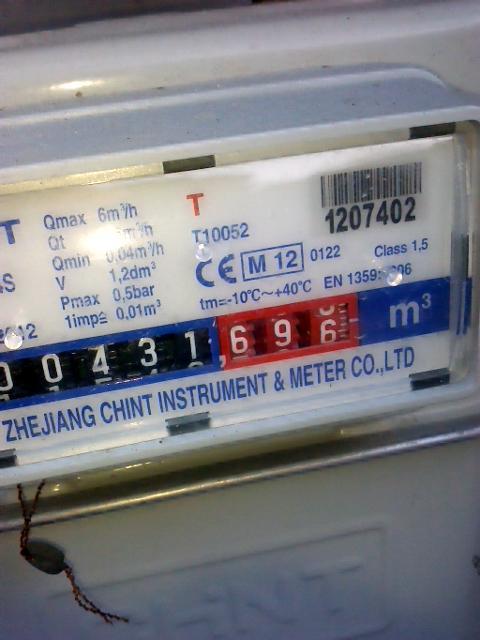 T
T
1207402
Qmax 6m³/h
Qt m³/h
T10052
Qmin 0,04m³/h
CE M 12 0122 Class 1,5
V 1,2dm³
Pmax 0,5bar
tm=-10°C~+40°C EN 1359:
1imp≙ 0,01m³
m³
00431 696
ZHEJIANG CHINT INSTRUMENT & METER CO.,LTD